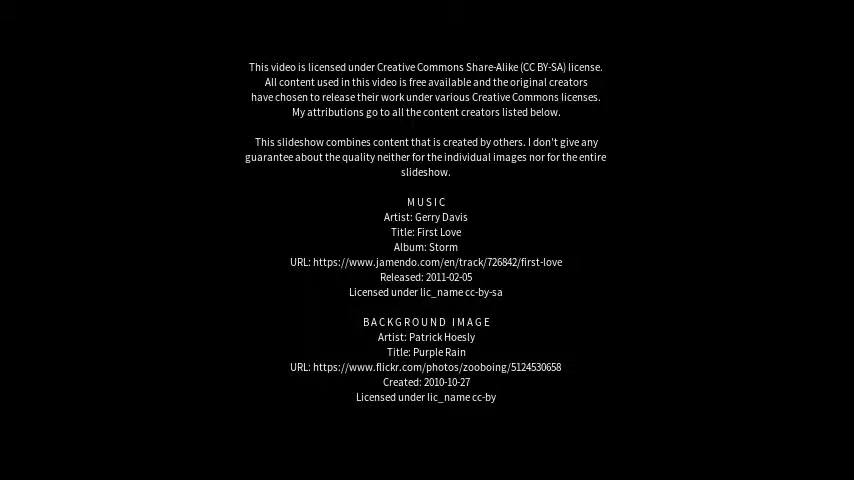 This video is licensed under Creative Commons Share-Alike (CC BY-SA) license.
All content used in this video is free available and the original creators
have chosen to release their work under various Creative Commons licenses.
My attributions go to all the content creators listed below.
This slideshow combines content that is created by others. I don't give any
guarantee about the quality neither for the individual images nor for the entire
slideshow.
MUSIC
Artist: Gerry Davis
Title: First Love
Album: Storm
URL: https://www.jamendo.com/en/track/726842/first-love
Released: 2011-02-05
Licensed under lic_name cc-by-sa
BACKGROUND IMAGE
Artist: Patrick Hoesly
Title: Purple Rain
URL: https://www.flickr.com/photos/zooboing/5124530658
Created: 2010-10-27
Licensed under lic_name cc-by